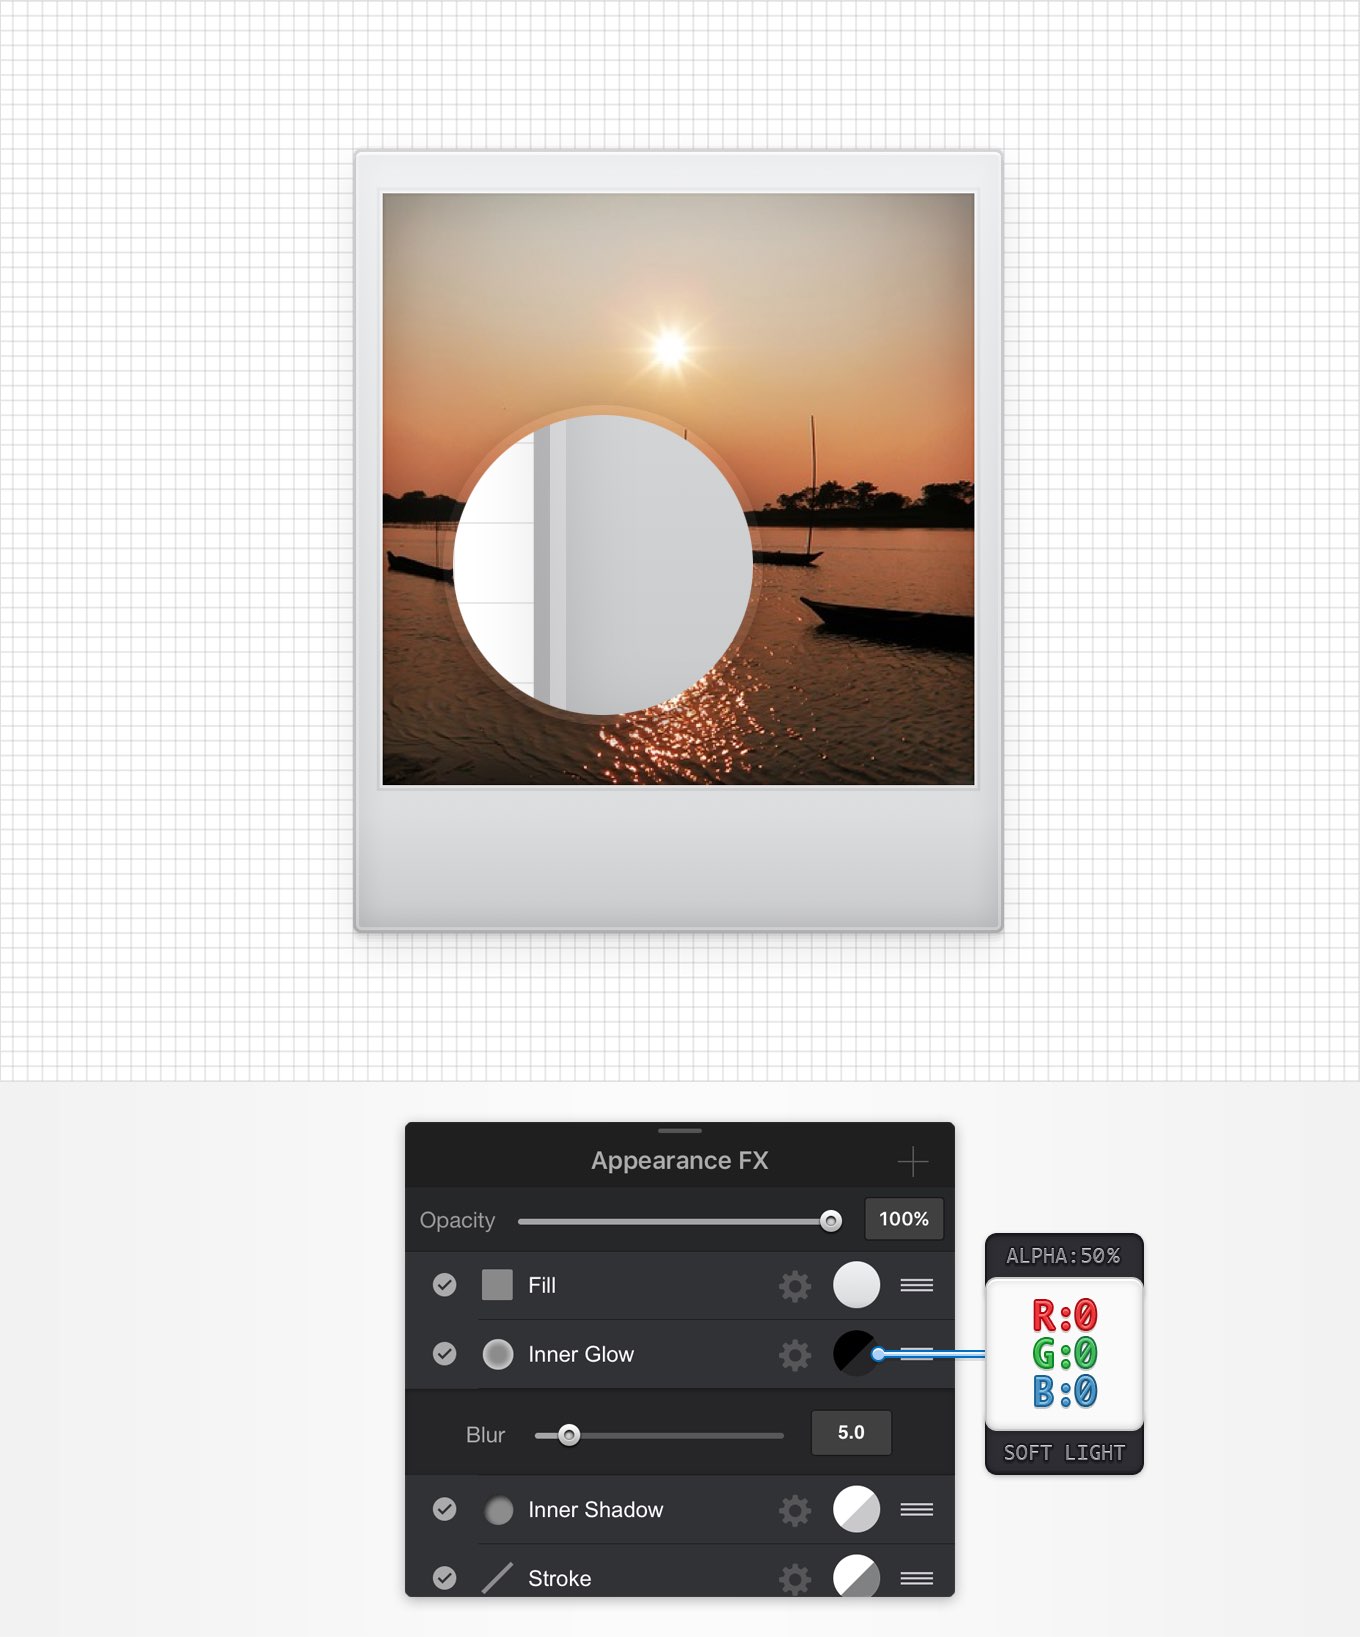 Appearance FX
Opacity
100%
Fill
Inner Glow
Blur
5.0
Inner Shadow
Stroke
ALPHA:50%
R:0
G:0
B:0
SOFT LIGHT